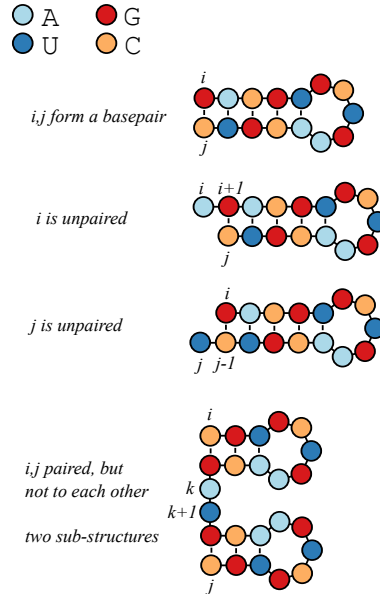 A G
U C
i
i,j form a basepair
j
i i+1
i is unpaired
j
i
j is unpaired
j j-1
i
i,j paired, but
not to each other
k
k+1
two sub-structures
j